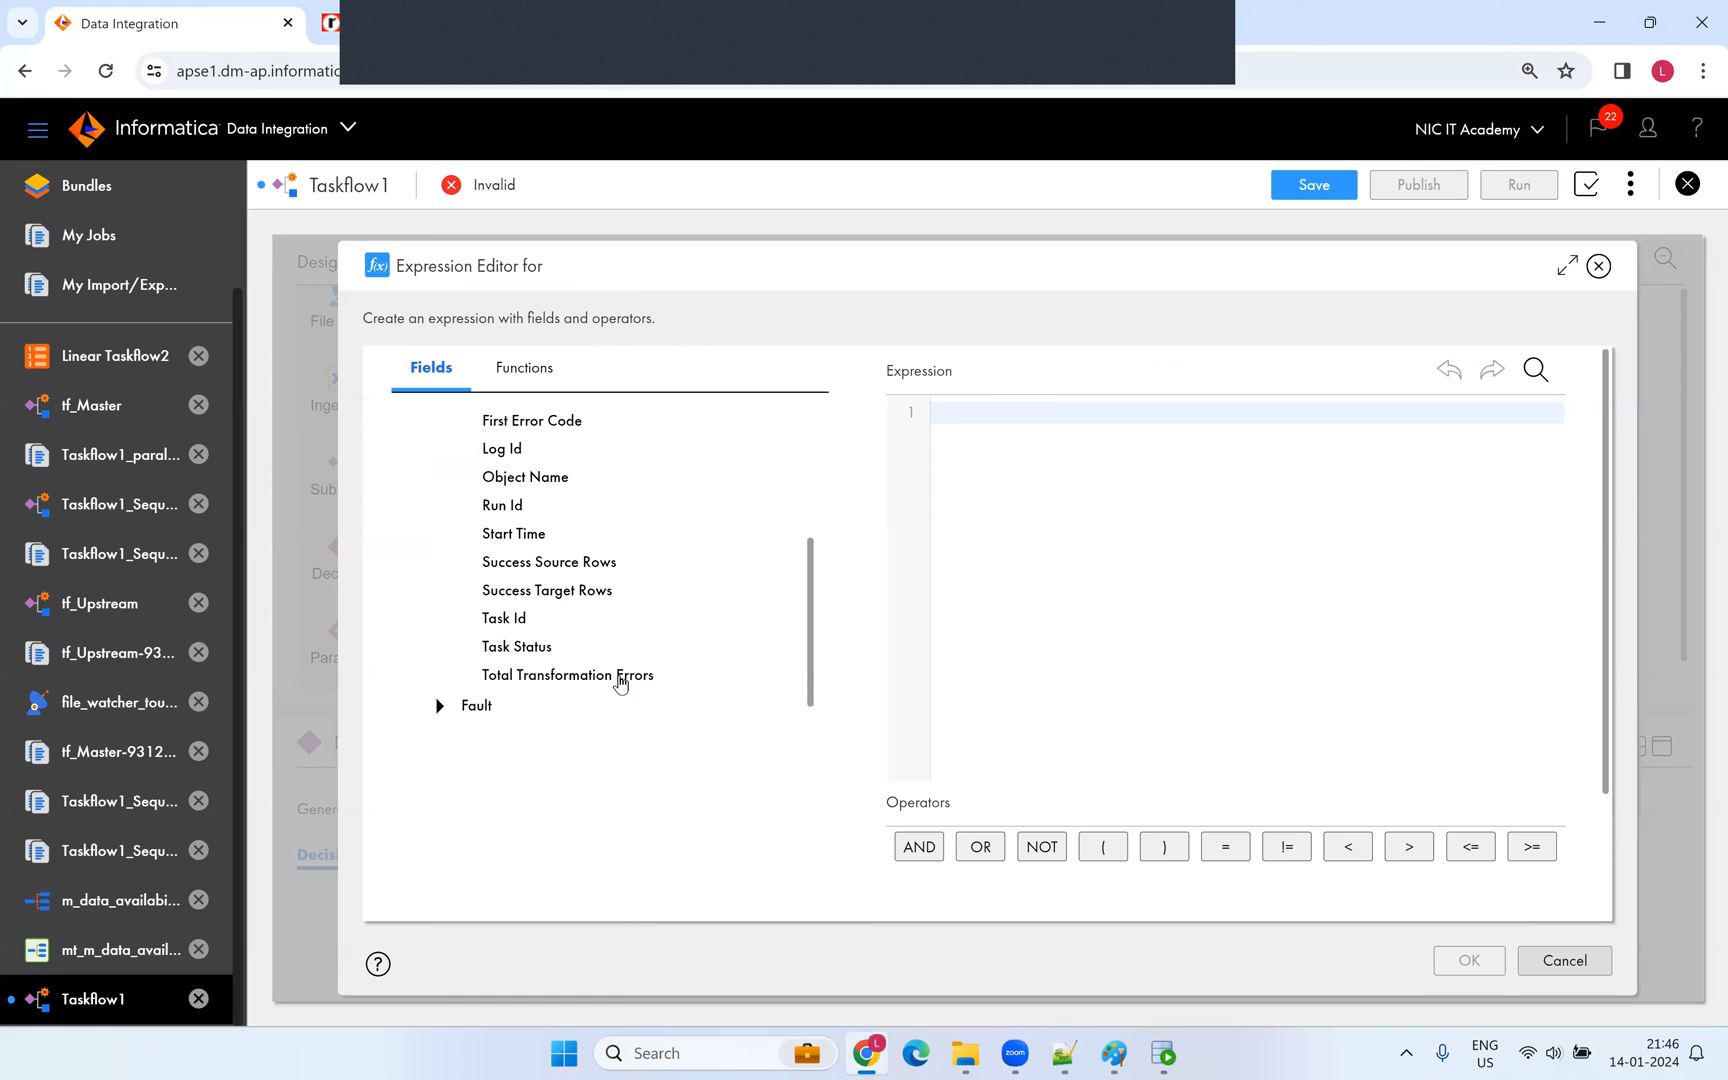 Data Integration
apse1.dm-ap.informatic
L
Informatica Data Integration
NIC IT Academy
22
?
Bundles
My Jobs
My Import/Exp...
Linear Taskflow2
tf_Master
Taskflow1_paral...
Taskflow1_Sequ...
Taskflow1_Sequ...
tf_Upstream
tf_Upstream-93...
file_watcher_tou...
tf_Master-9312...
Taskflow1_Sequ...
Taskflow1_Sequ...
m_data_availabi...
mt_m_data_avail...
Taskflow1
Taskflow1
Invalid
Save
Publish
Run
Desig
File
Inge
Sub
Dec
Para
Gener
Decisi
f(x) Expression Editor for
Create an expression with fields and operators.
Fields
Functions
First Error Code
Log Id
Object Name
Run Id
Start Time
Success Source Rows
Success Target Rows
Task Id
Task Status
Total Transformation Errors
Fault
Expression
1
Operators
AND OR NOT ( ) = != < > <= >=
?
OK
Cancel
Search
zoom
L
ENG
US
21:46
14-01-2024